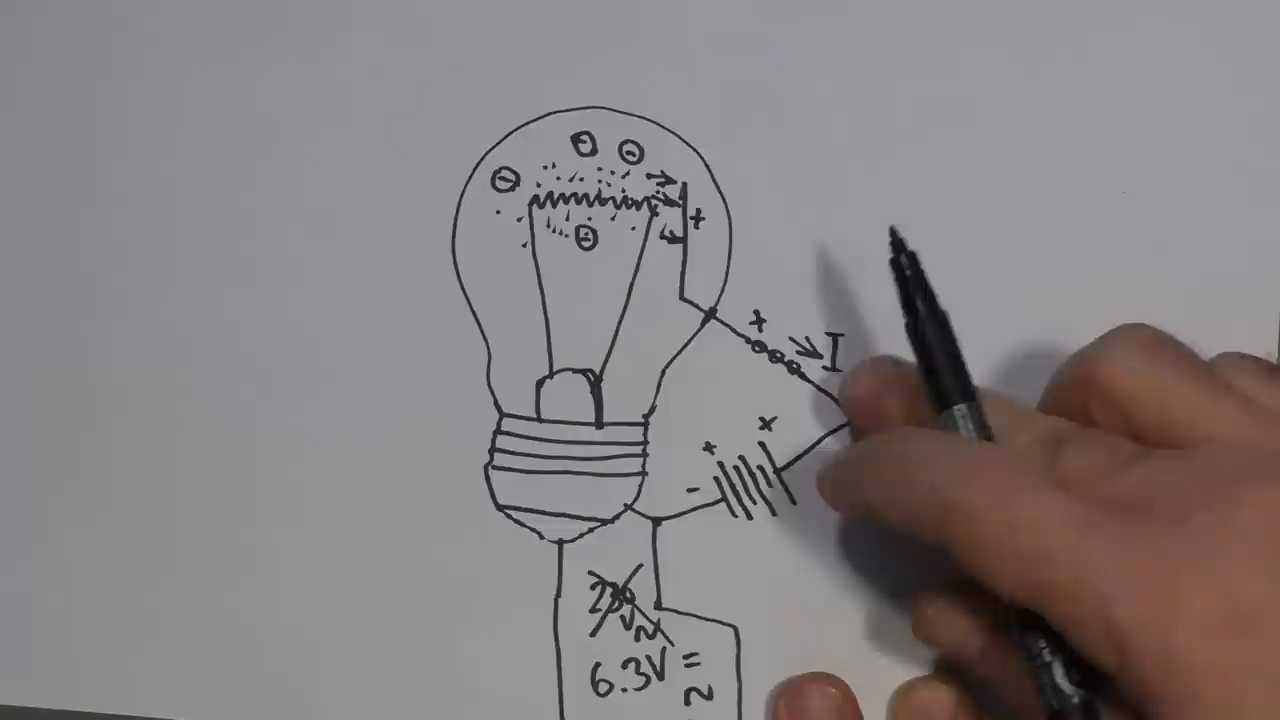 ⊖ ⊖ ⊖
+
⊖
+
I
+ +
-
230
V~
6.3V =
~